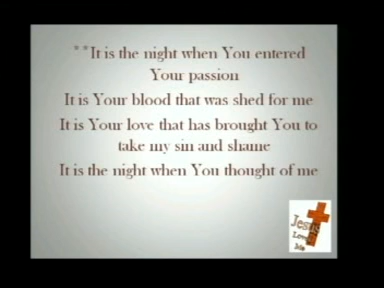 **It is the night when You entered
Your passion
It is Your blood that was shed for me
It is Your love that has brought You to
take my sin and shame
It is the night when You thought of me
Jesus
Loves
Me